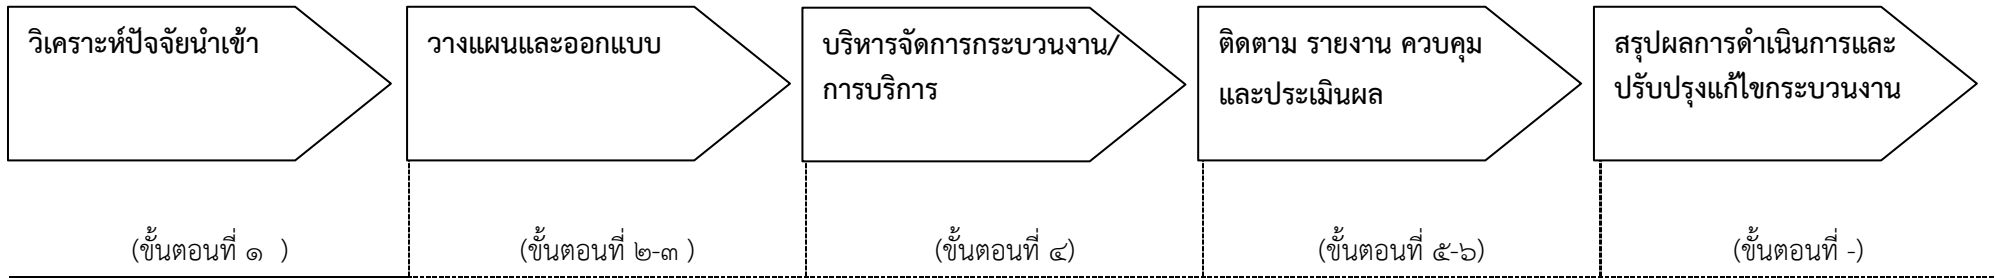 วิเคราะห์ปัจจัยนำเข้า
วางแผนและออกแบบ
บริหารจัดการกระบวนงาน/
การบริการ
ติดตาม รายงาน ควบคุม
และประเมินผล
สรุปผลการดำเนินการและ
ปรับปรุงแก้ไขกระบวนงาน
(ขั้นตอนที่ ๑ )
(ขั้นตอนที่ ๒-๓ )
(ขั้นตอนที่ ๔)
(ขั้นตอนที่ ๕-๖)
(ขั้นตอนที่ -)